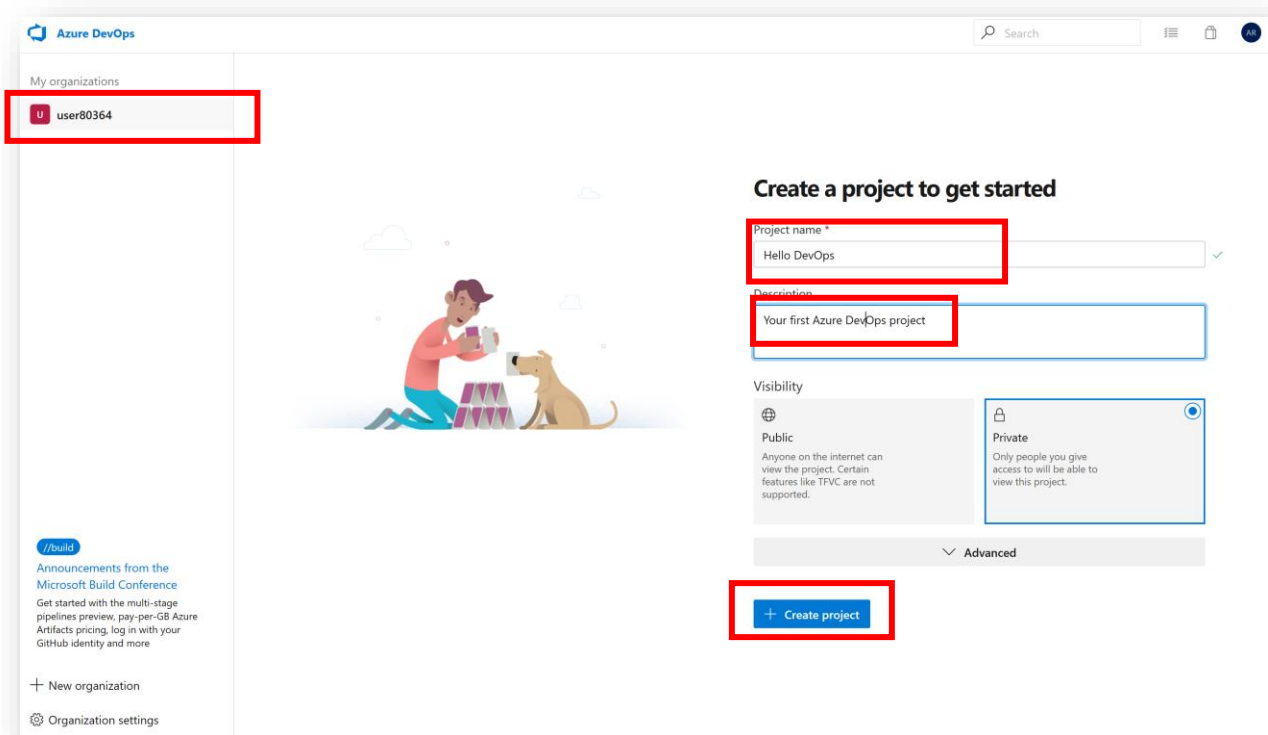 Azure DevOps
Search
AR
My organizations
U user80364
Create a project to get started
Project name *
Hello DevOps
Description
Your first Azure DevOps project
Visibility
Public
Anyone on the internet can
view the project. Certain
features like TFVC are not
supported.
Private
Only people you give
access to will be able to
view this project.
Advanced
+ Create project
//build
Announcements from the
Microsoft Build Conference
Get started with the multi-stage
pipelines preview, pay-per-GB Azure
Artifacts pricing, log in with your
GitHub identity and more
+ New organization
Organization settings